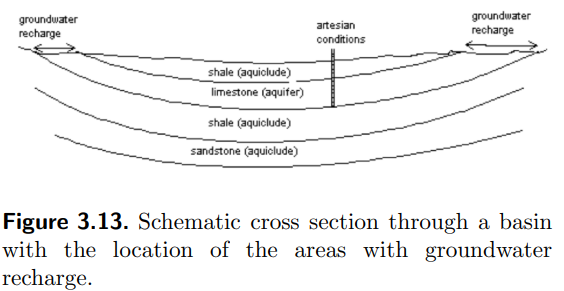 groundwater
recharge
artesian
conditions
groundwater
recharge
shale (aquiclude)
limestone (aquifer)
shale (aquiclude)
sandstone (aquiclude)
Figure 3.13. Schematic cross section through a basin
with the location of the areas with groundwater
recharge.